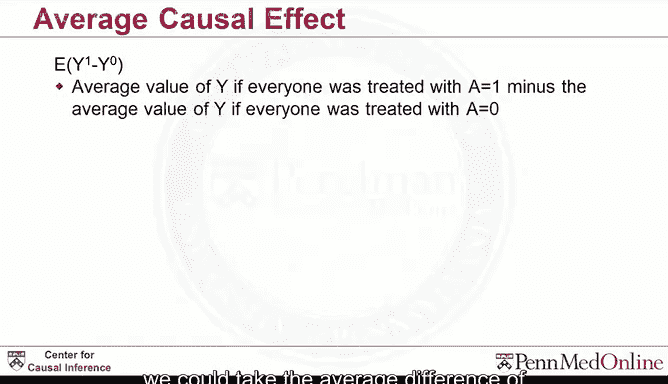 Average Causal Effect
E(Y¹-Y⁰)
Average value of Y if everyone was treated with A=1 minus the
average value of Y if everyone was treated with A=0
Center for
Causal Inference
PennMedOnline
we could take the average difference of